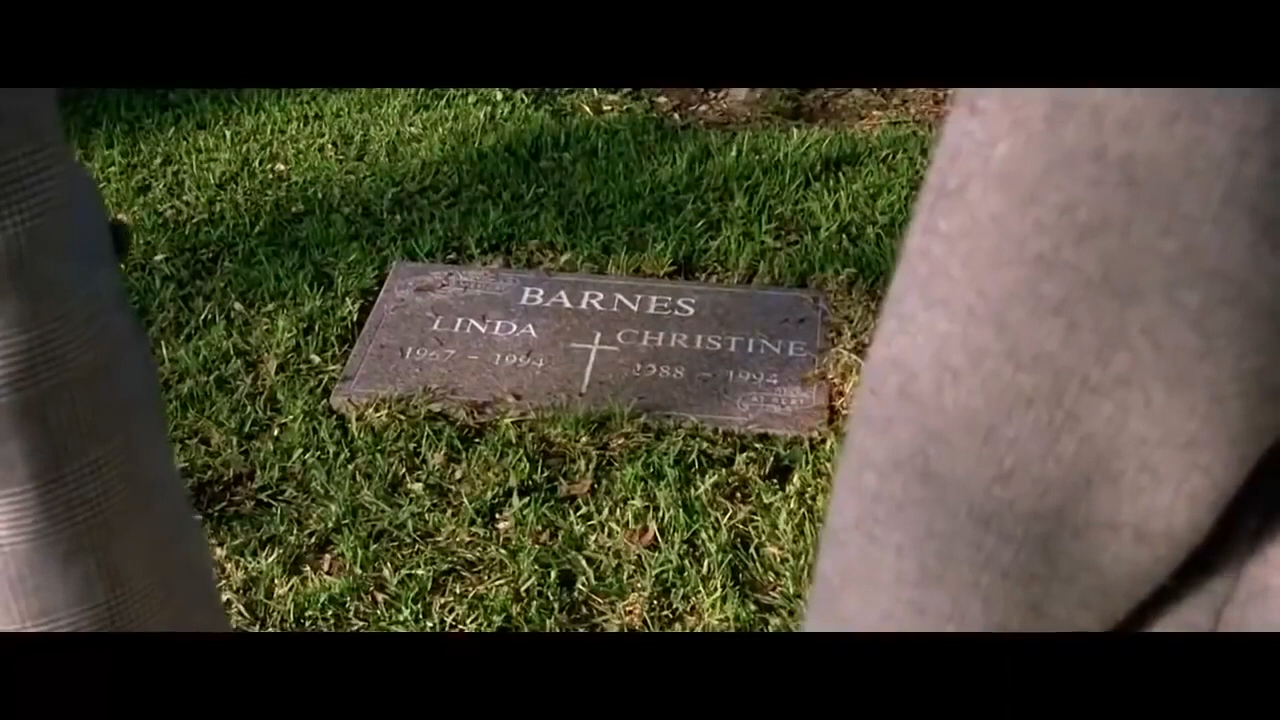 BARNES
LINDA
CHRISTINE
1967 - 1994
1988 - 1994